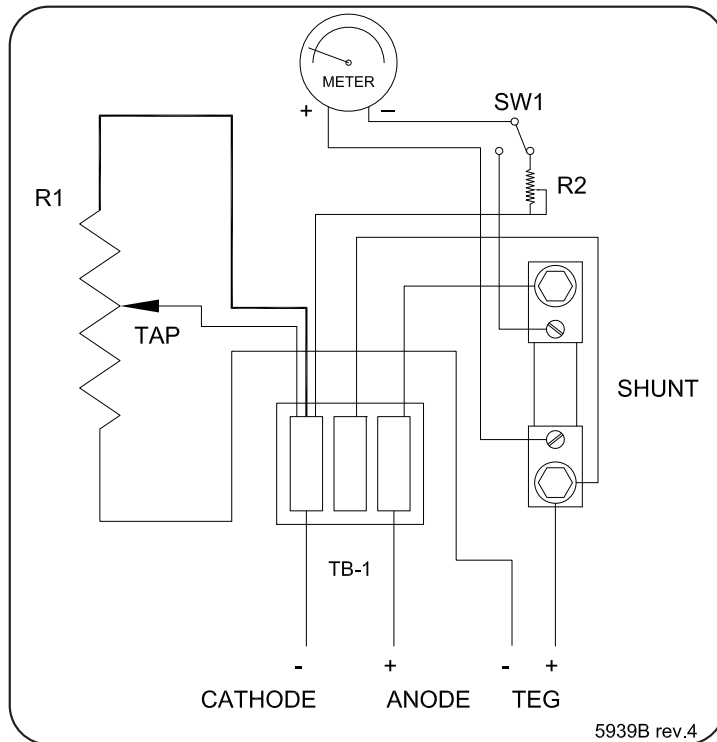 METER
+ –
SW1
R1
R2
TAP
SHUNT
TB-1
- + - +
CATHODE ANODE TEG
5939B rev.4